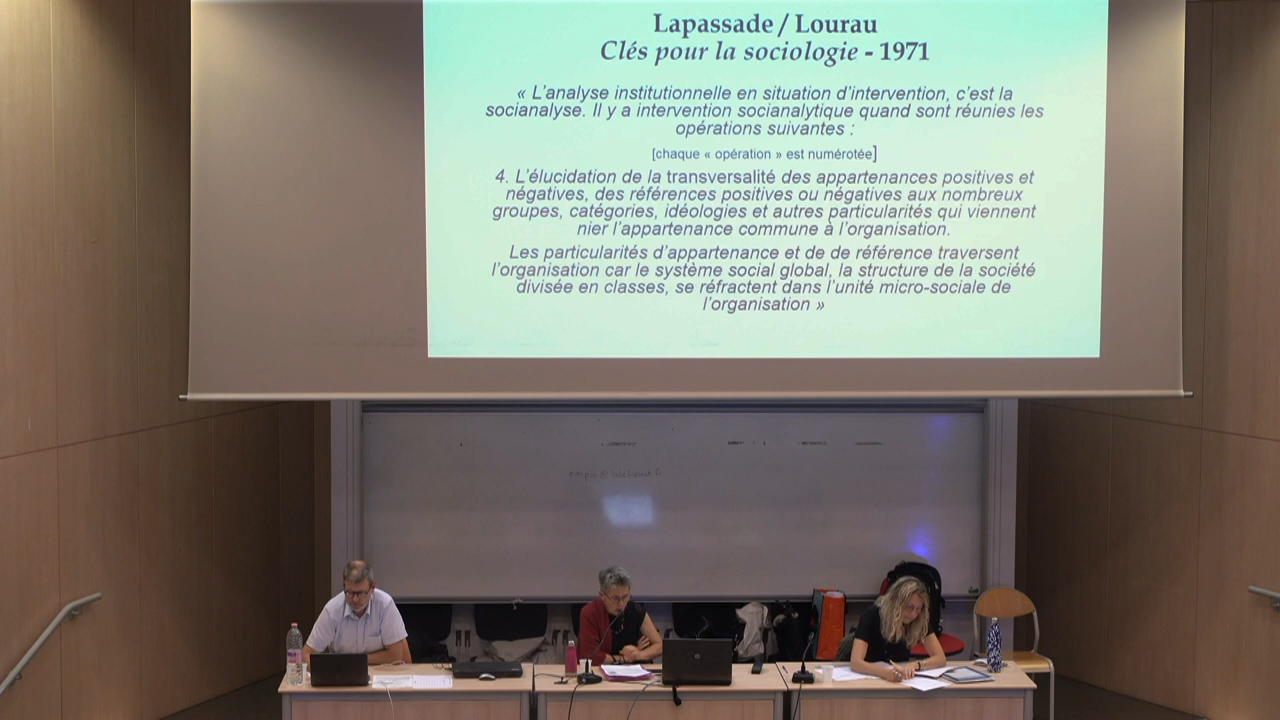 Lapassade / Lourau
Clés pour la sociologie - 1971
« L'analyse institutionnelle en situation d'intervention, c'est la
socianalyse. Il y a intervention socianalytique quand sont réunies les
opérations suivantes :
[chaque « opération » est numérotée]
4. L'élucidation de la transversalité des appartenances positives et
négatives, des références positives ou négatives aux nombreux
groupes, catégories, idéologies et autres particularités qui viennent
nier l'appartenance commune à l'organisation.
Les particularités d'appartenance et de de référence traversent
l'organisation car le système social global, la structure de la société
divisée en classes, se réfractent dans l'unité micro-sociale de
l'organisation »